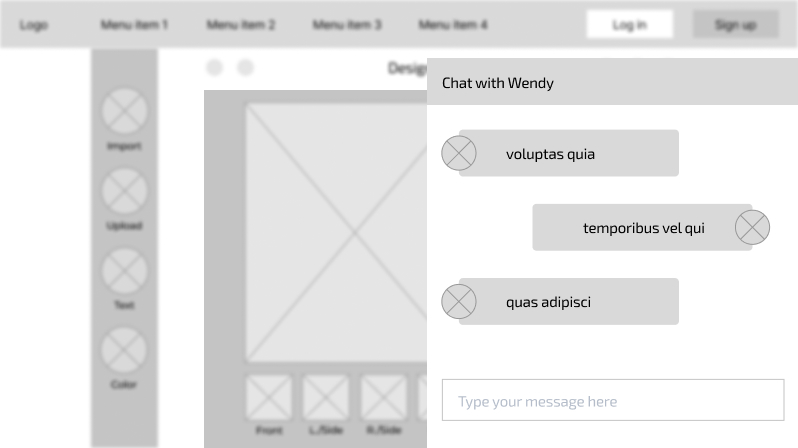 Logo
Menu Item 1
Menu Item 2
Menu Item 3
Menu Item 4
Log in
Sign up
Import
Upload
Text
Color
Front
L./Side
R./Side
Chat with Wendy
voluptas quia
temporibus vel qui
quas adipisci
Type your message here